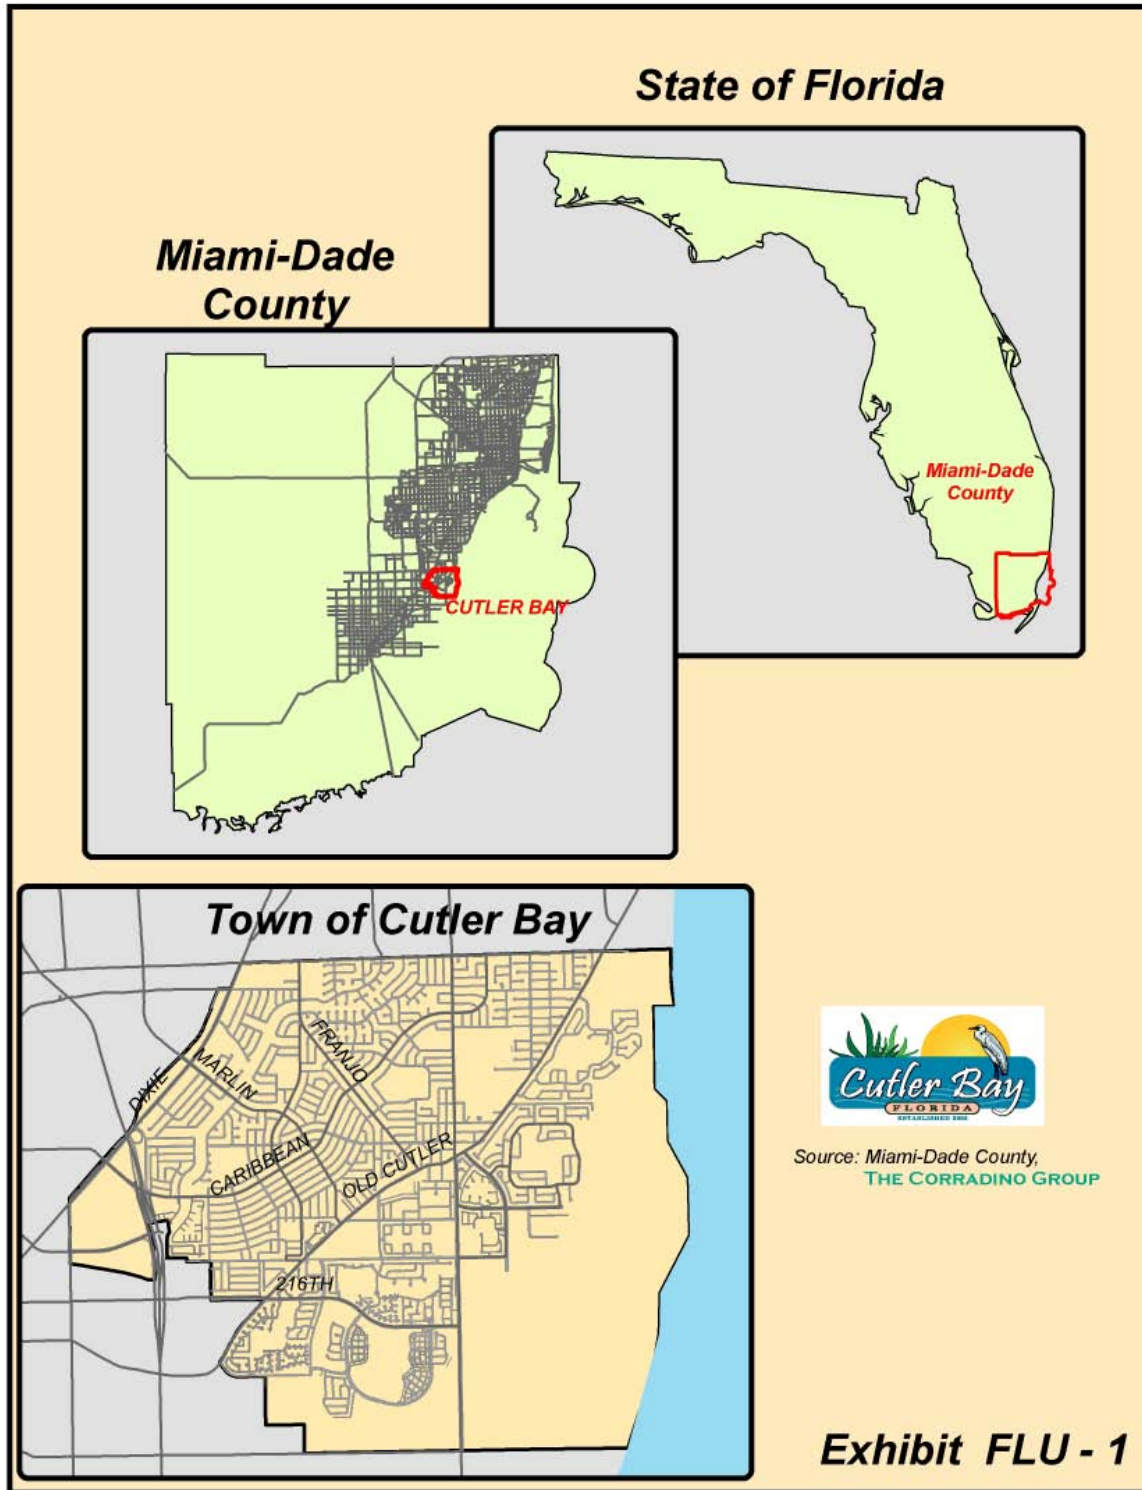 State of Florida
Miami-Dade
County
Miami-Dade
County
CUTLER BAY
Town of Cutler Bay
FRANJO
MARLIN
DIXIE
CARIBBEAN
OLD CUTLER
216TH
Cutler Bay
FLORIDA
Source: Miami-Dade County,
THE CORRADINO GROUP
Exhibit FLU - 1